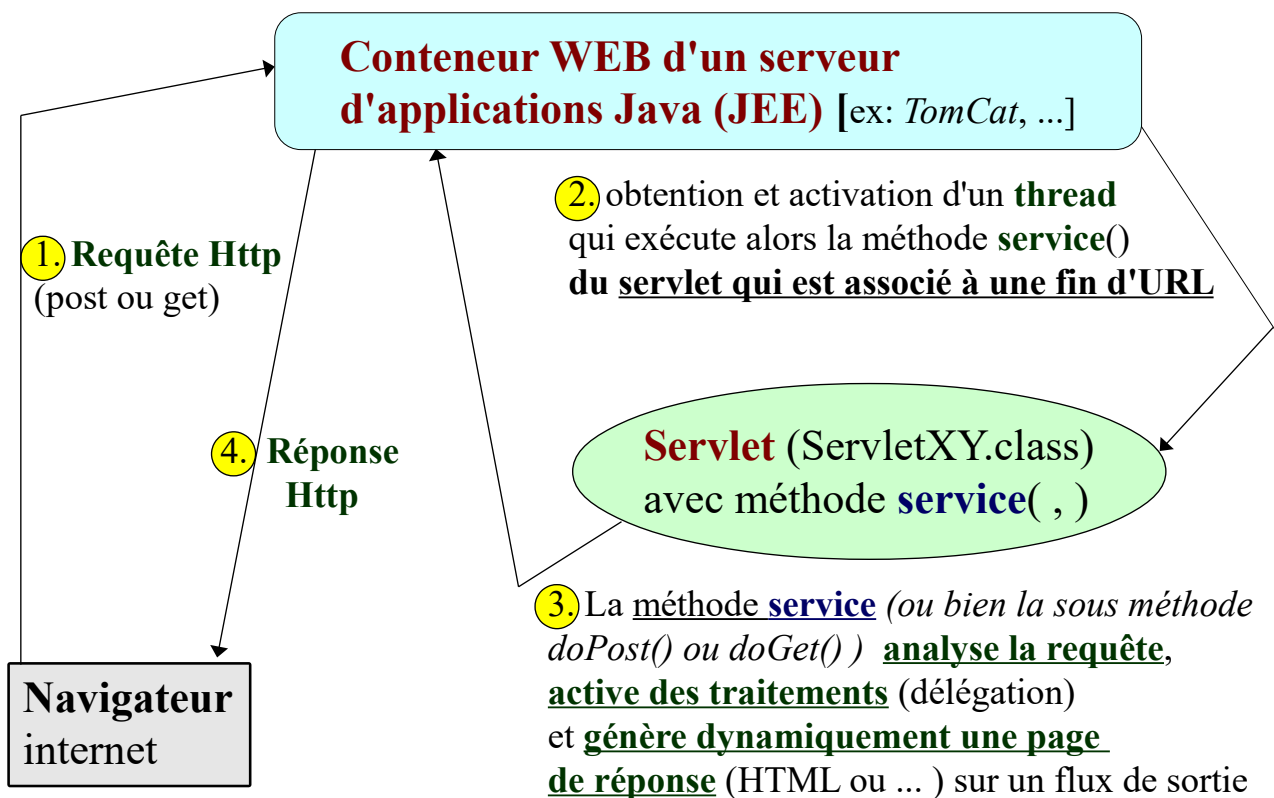 Conteneur WEB d'un serveur
d'applications Java (JEE) [ex: TomCat, ...]
1. Requête Http
(post ou get)
2. obtention et activation d'un thread
qui exécute alors la méthode service()
du servlet qui est associé à une fin d'URL
Servlet (ServletXY.class)
avec méthode service( , )
4. Réponse
Http
3. La méthode service (ou bien la sous méthode
doPost() ou doGet() ) analyse la requête,
active des traitements (délégation)
et génère dynamiquement une page
de réponse (HTML ou ... ) sur un flux de sortie
Navigateur
internet